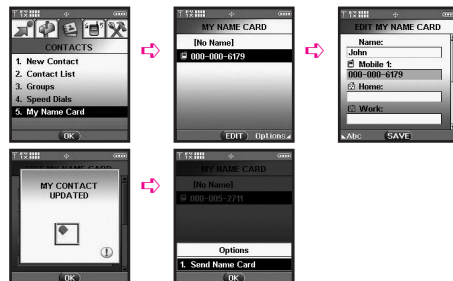 CONTACTS
1. New Contact
2. Contact List
3. Groups
4. Speed Dials
5. My Name Card
OK
MY NAME CARD
[No Name]
000-000-6179
EDIT Options
EDIT MY NAME CARD
Name:
John
Mobile 1:
000-000-6179
Home:
Work:
Abc SAVE
MY CONTACT
UPDATED
OK
MY NAME CARD
[No Name]
000-005-2711
Options
1. Send Name Card
OK